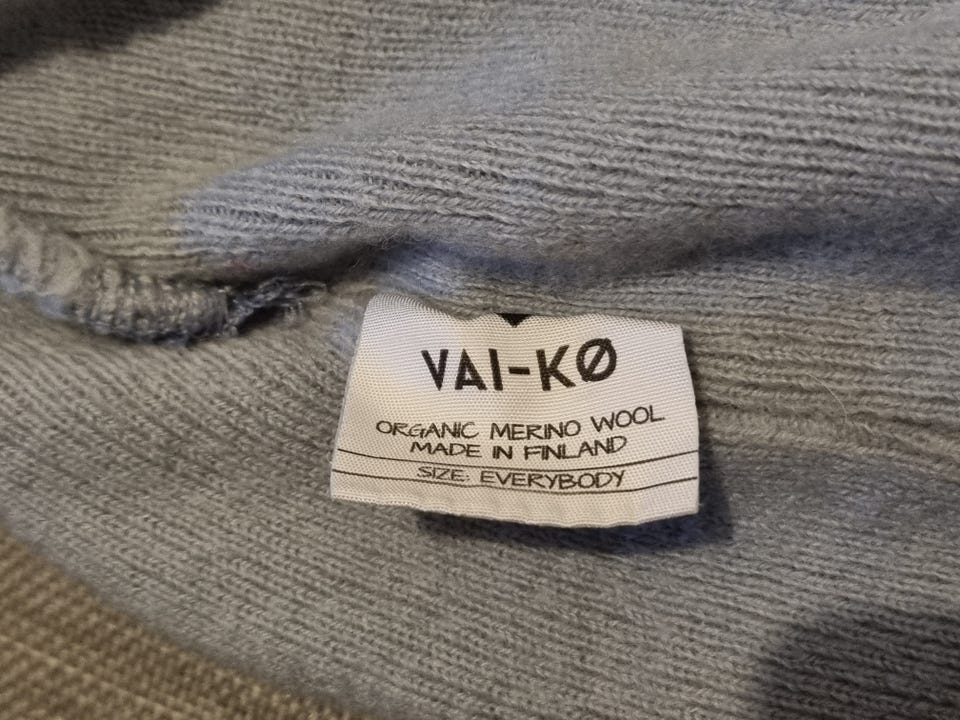 VAI-KØ
ORGANIC MERINO WOOL
MADE IN FINLAND
SIZE: EVERYBODY